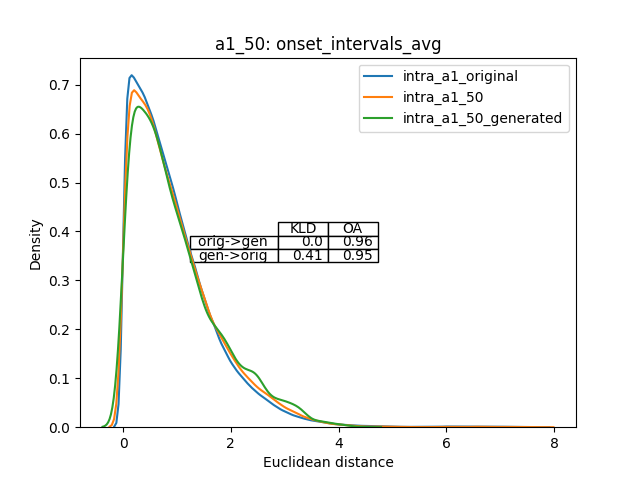 a1_50: onset_intervals_avg
intra_a1_original
intra_a1_50
intra_a1_50_generated
Density
0.7
0.6
0.5
0.4
0.3
0.2
0.1
0.0
KLD OA
orig->gen 0.0 0.96
gen->orig 0.41 0.95
0 2 4 6 8
Euclidean distance